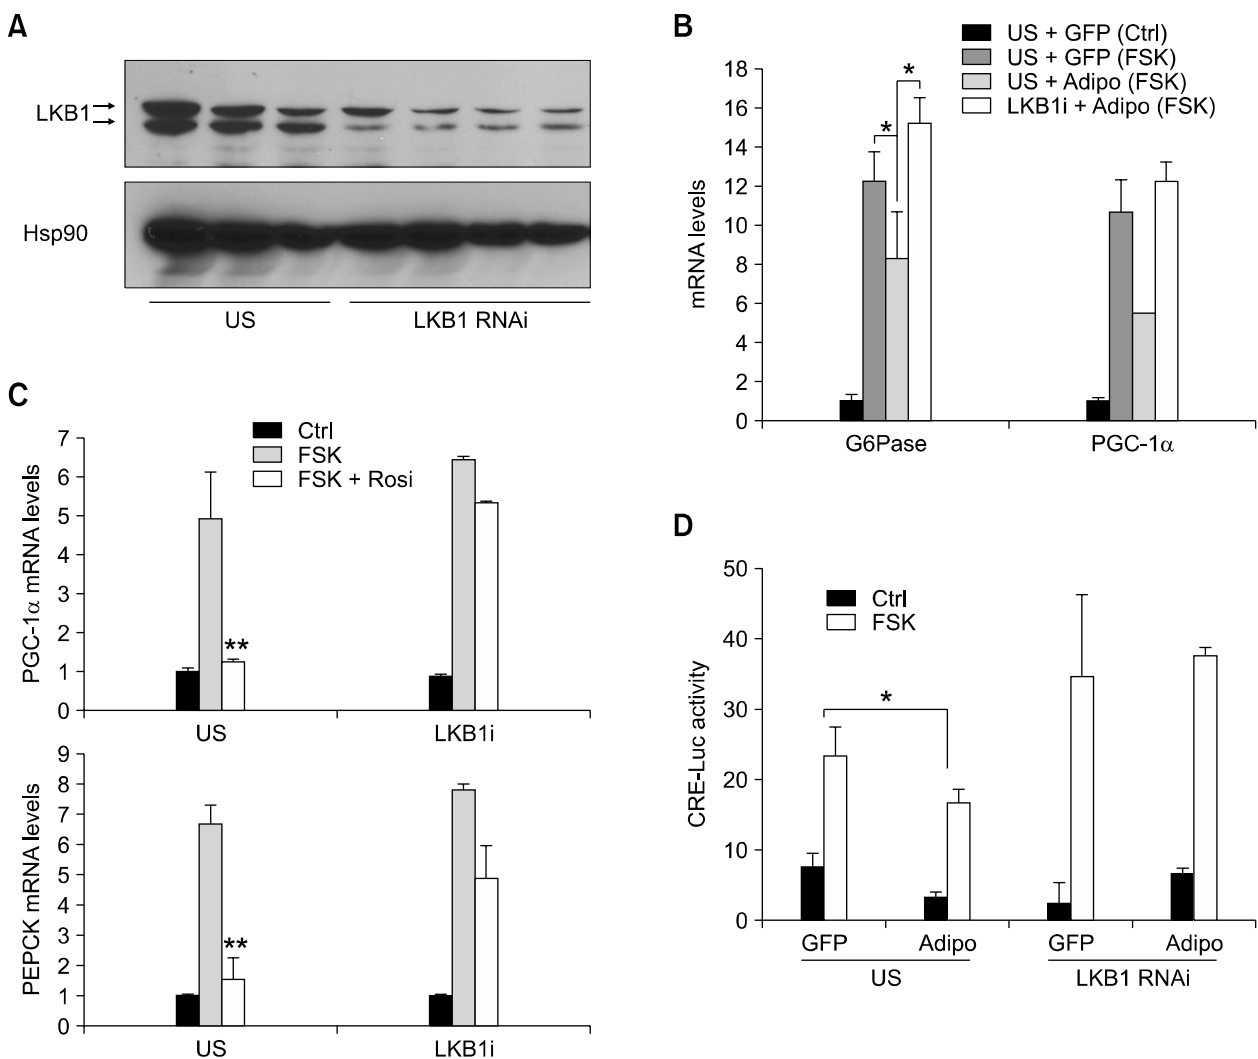 A
LKB1
Hsp90
US
LKB1 RNAi
B
US + GFP (Ctrl)
US + GFP (FSK)
US + Adipo (FSK)
LKB1i + Adipo (FSK)
18
16
14
12
10
8
6
4
2
0
mRNA levels
*
*
G6Pase
PGC-1α
C
Ctrl
FSK
FSK + Rosi
7
6
5
4
3
2
1
0
PGC-1α mRNA levels
**
US
LKB1i
9
8
7
6
5
4
3
2
1
0
PEPCK mRNA levels
**
US
LKB1i
D
Ctrl
FSK
50
40
30
20
10
0
CRE-Luc activity
*
GFP
Adipo
GFP
Adipo
US
LKB1 RNAi